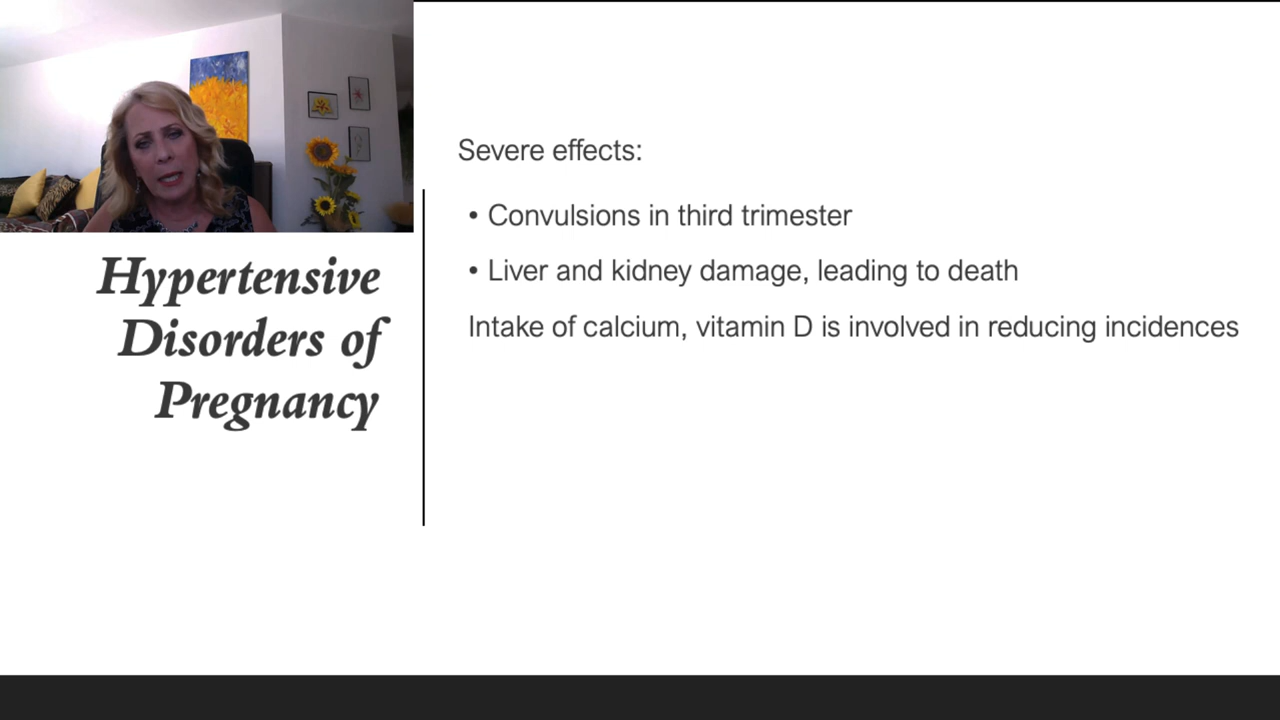 Hypertensive
Disorders of
Pregnancy
Severe effects:
• Convulsions in third trimester
• Liver and kidney damage, leading to death
Intake of calcium, vitamin D is involved in reducing incidences